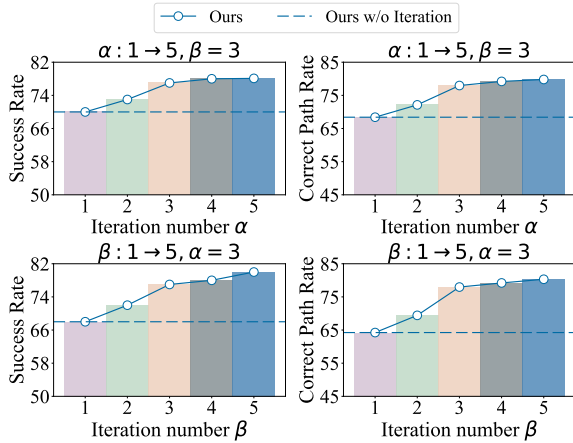 Ours Ours w/o Iteration
α : 1 → 5, β = 3
Success Rate
82
74
66
58
50
1 2 3 4 5
Iteration number α
α : 1 → 5, β = 3
Correct Path Rate
85
75
65
55
45
1 2 3 4 5
Iteration number α
β : 1 → 5, α = 3
Success Rate
82
74
66
58
50
1 2 3 4 5
Iteration number β
β : 1 → 5, α = 3
Correct Path Rate
85
75
65
55
45
1 2 3 4 5
Iteration number β